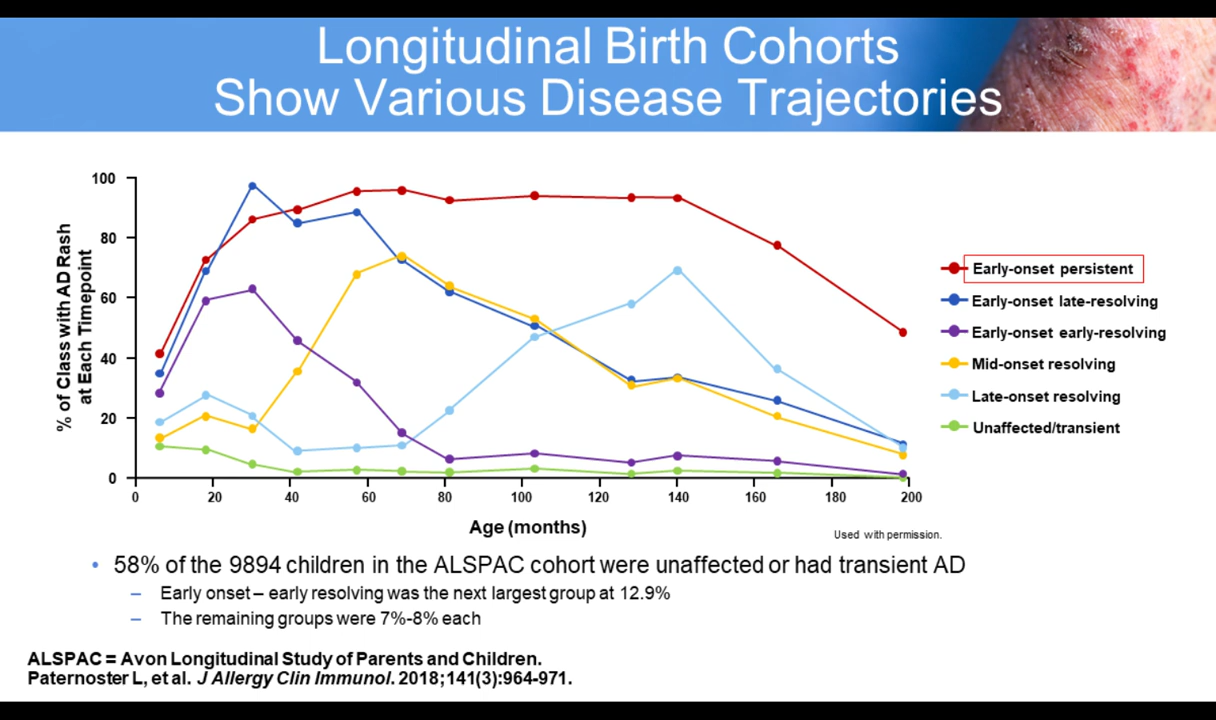 Longitudinal Birth Cohorts
Show Various Disease Trajectories
% of Class with AD Rash
at Each Timepoint
100
80
60
40
20
0
0 20 40 60 80 100 120 140 160 180 200
Age (months)
Early-onset persistent
Early-onset late-resolving
Early-onset early-resolving
Mid-onset resolving
Late-onset resolving
Unaffected/transient
Used with permission.
• 58% of the 9894 children in the ALSPAC cohort were unaffected or had transient AD
– Early onset – early resolving was the next largest group at 12.9%
– The remaining groups were 7%-8% each
ALSPAC = Avon Longitudinal Study of Parents and Children.
Paternoster L, et al. J Allergy Clin Immunol. 2018;141(3):964-971.